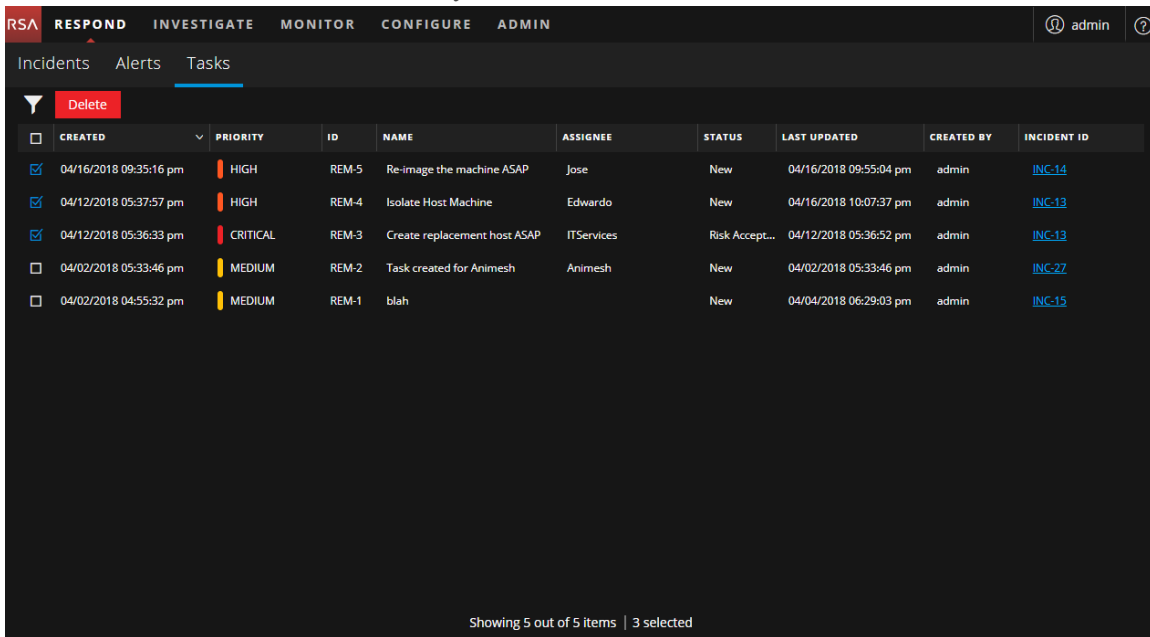 RSA RESPOND INVESTIGATE MONITOR CONFIGURE ADMIN admin ?
Incidents Alerts Tasks
Delete
CREATED PRIORITY ID NAME ASSIGNEE STATUS LAST UPDATED CREATED BY INCIDENT ID
04/16/2018 09:35:16 pm HIGH REM-5 Re-image the machine ASAP Jose New 04/16/2018 09:55:04 pm admin INC-14
04/12/2018 05:37:57 pm HIGH REM-4 Isolate Host Machine Edwardo New 04/16/2018 10:07:37 pm admin INC-13
04/12/2018 05:36:33 pm CRITICAL REM-3 Create replacement host ASAP ITServices Risk Accept... 04/12/2018 05:36:52 pm admin INC-13
04/02/2018 05:33:46 pm MEDIUM REM-2 Task created for Animesh Animesh New 04/02/2018 05:33:46 pm admin INC-27
04/02/2018 04:55:32 pm MEDIUM REM-1 blah New 04/04/2018 06:29:03 pm admin INC-15
Showing 5 out of 5 items | 3 selected